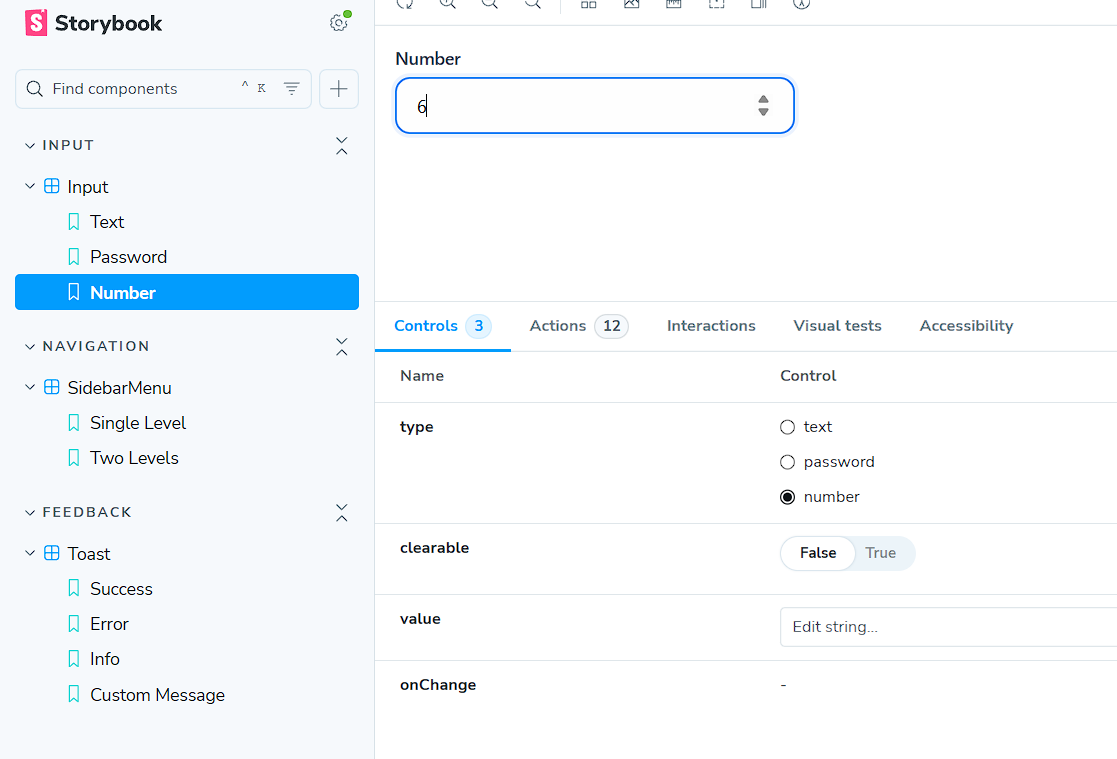 Storybook
Find components
^ K
INPUT
Input
Text
Password
Number
NAVIGATION
SidebarMenu
Single Level
Two Levels
FEEDBACK
Toast
Success
Error
Info
Custom Message
Number
6
Controls 3 Actions 12 Interactions Visual tests Accessibility
Name Control
type
text
password
number
clearable False True
value Edit string...
onChange -